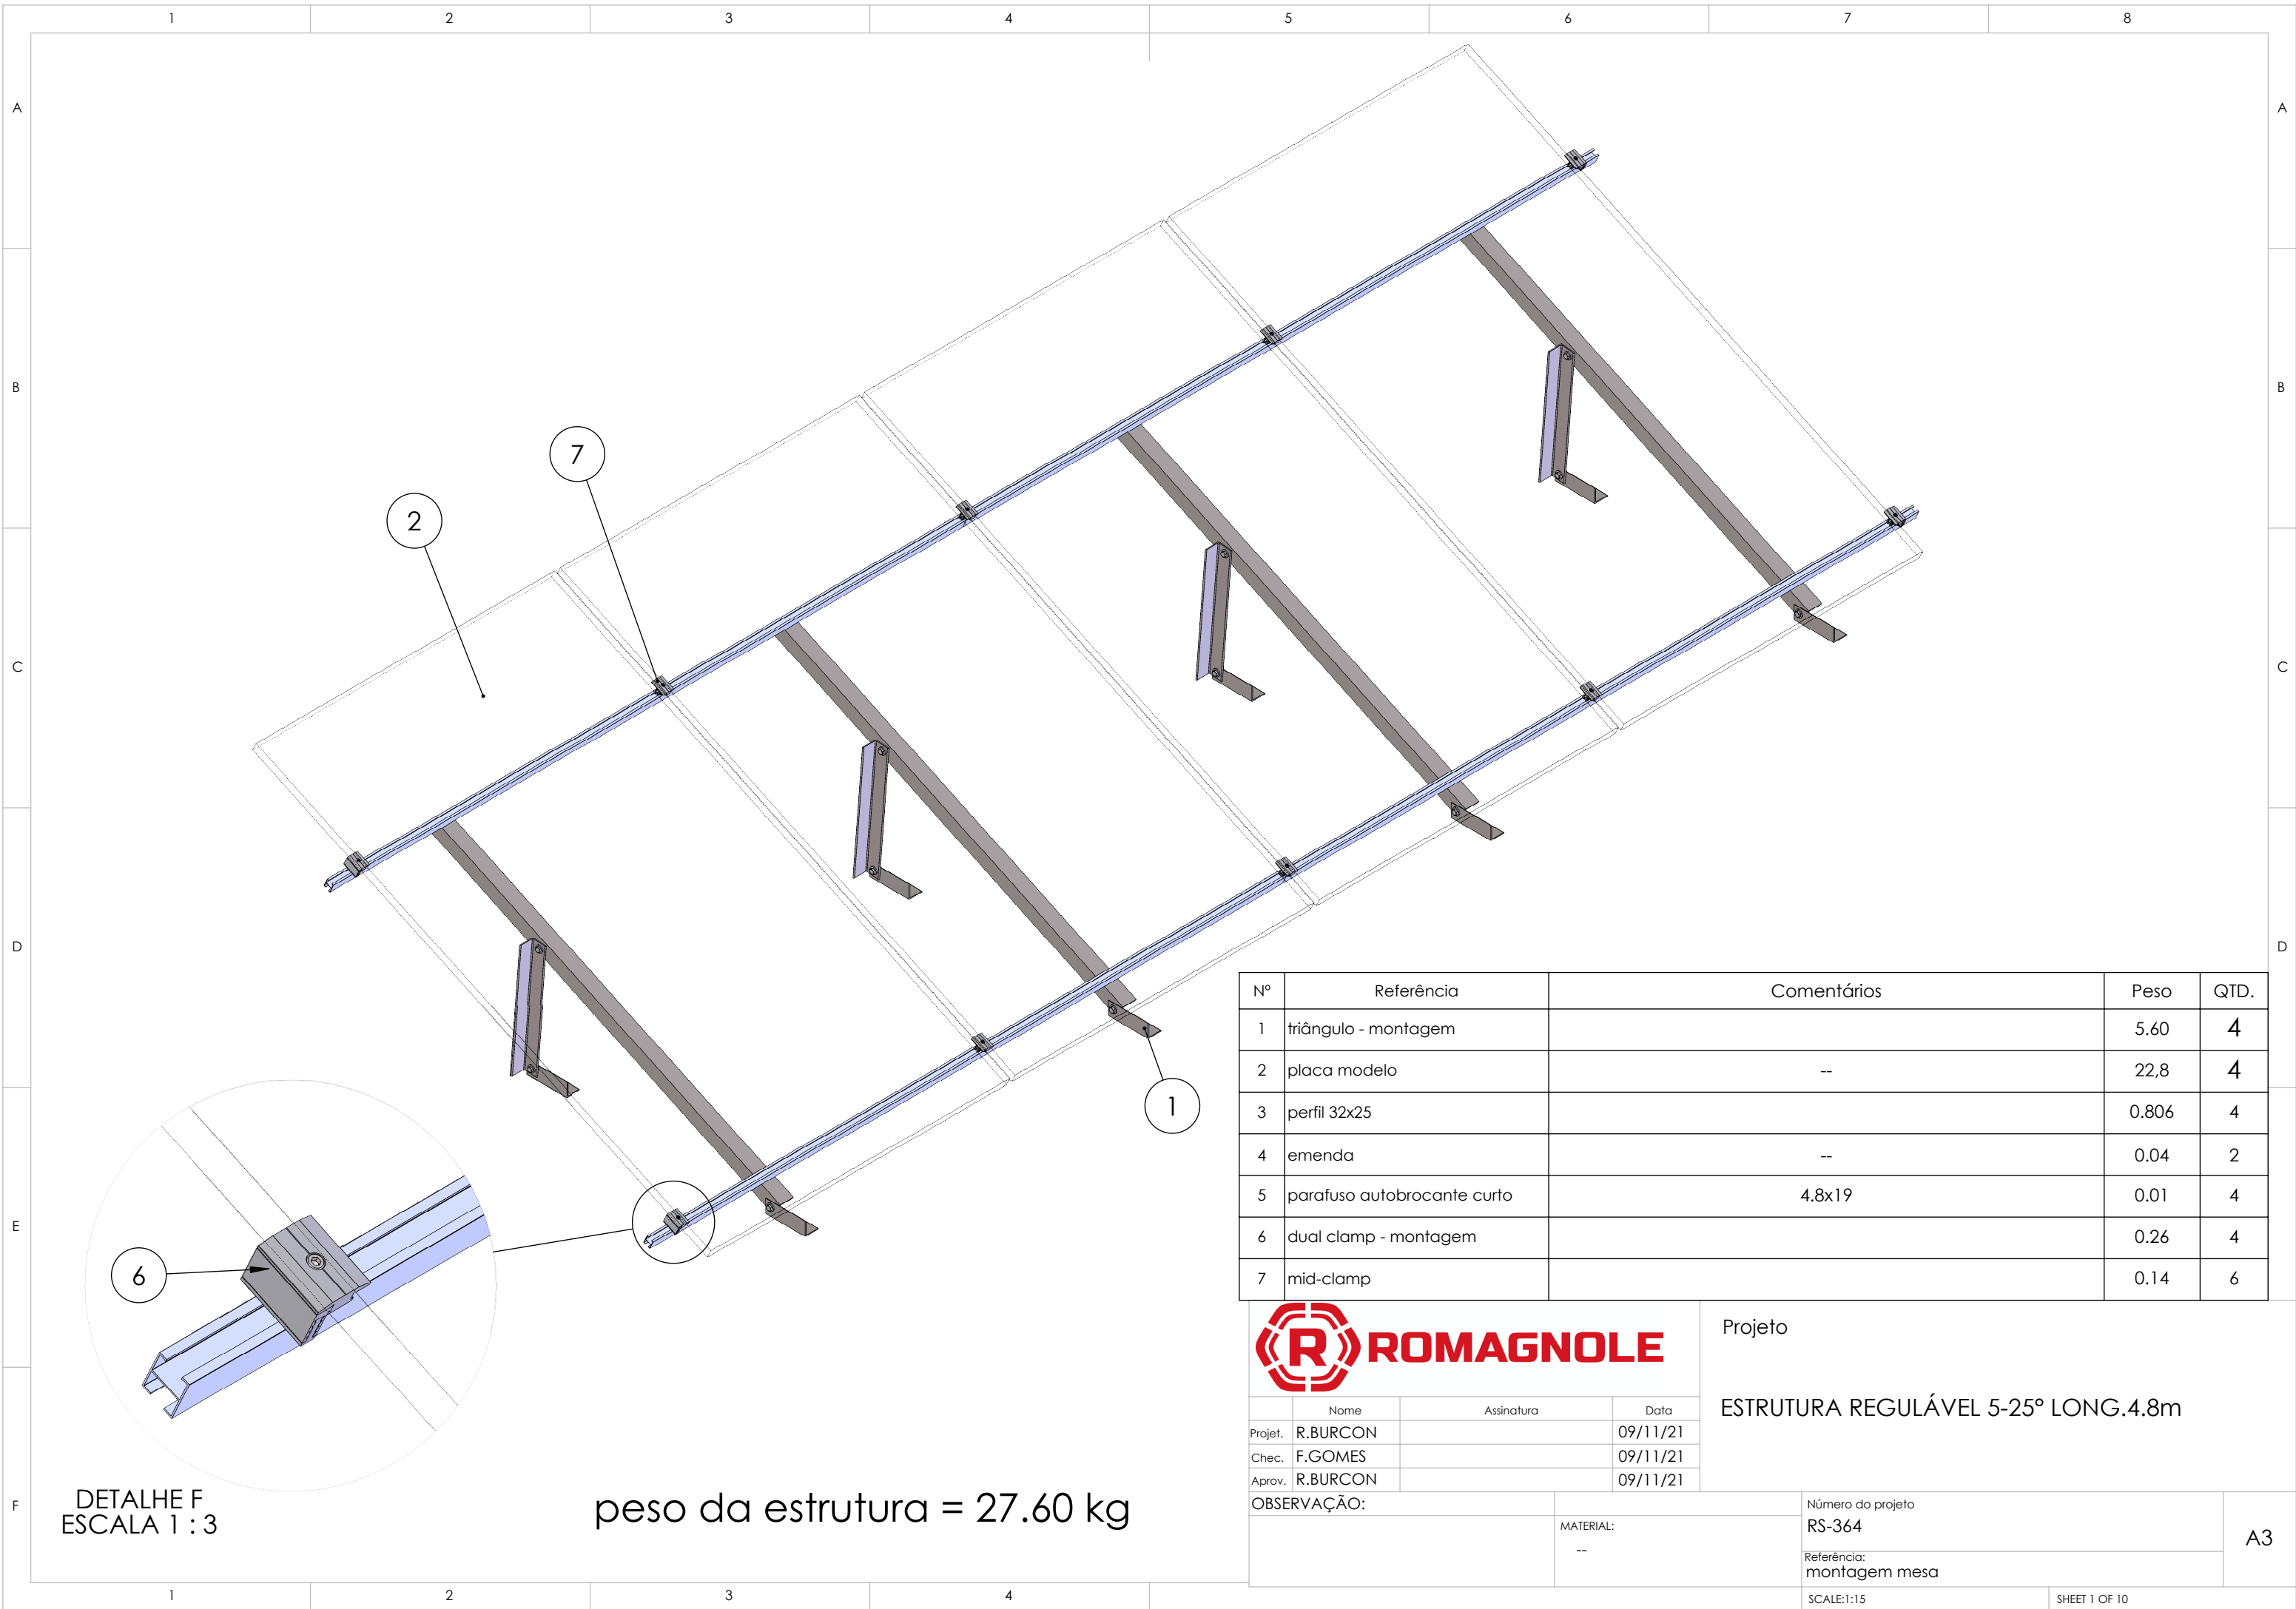 1 2 3 4 5 6 7 8
A A
B B
C C
D D
E
F
7
2
1
6
DETALHE F
ESCALA 1 : 3
peso da estrutura = 27.60 kg
Nº Referência Comentários Peso QTD.
1 triângulo - montagem 5.60 4
2 placa modelo -- 22,8 4
3 perfil 32x25 0.806 4
4 emenda -- 0.04 2
5 parafuso autobrocante curto 4.8x19 0.01 4
6 dual clamp - montagem 0.26 4
7 mid-clamp 0.14 6
R ROMAGNOLE
Projeto
ESTRUTURA REGULÁVEL 5-25° LONG.4.8m
Nome Assinatura Data
Projet. R.BURCON 09/11/21
Chec. F.GOMES 09/11/21
Aprov. R.BURCON 09/11/21
OBSERVAÇÃO:
MATERIAL:
--
Número do projeto
RS-364
Referência:
montagem mesa
A3
SCALE:1:15 SHEET 1 OF 10
1 2 3 4